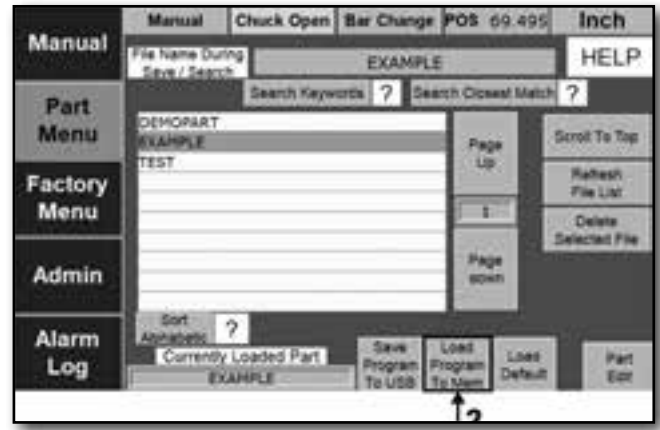 Manual
Chuck Open
Bar Change
POS 69.495
Inch
Manual
File Name During
Save / Search
EXAMPLE
HELP
Search Keywords ?
Search Closest Match ?
Part
Menu
DEMOPART
EXAMPLE
TEST
Page
Up
1
Page
down
Scroll To Top
Refresh
File List
Delete
Selected File
Factory
Menu
Admin
Sort
Alphabetic ?
Alarm
Log
Currently Loaded Part
EXAMPLE
Save
Program
To USB
Load
Program
To Mem
Load
Default
Part
Edit
2